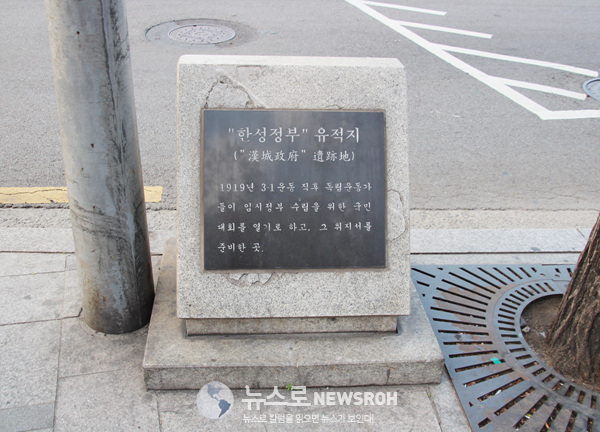 "한성정부" 유적지
("漢城政府" 遺跡地)
1919년 3·1운동 직후 독립운동가
들이 임시정부 수립을 위한 국민
대회를 열기로 하고, 그 취지서를
준비한 곳.
뉴스로 NEWSROH
뉴스로 칼럼을 읽으면 뉴스가 보인다!